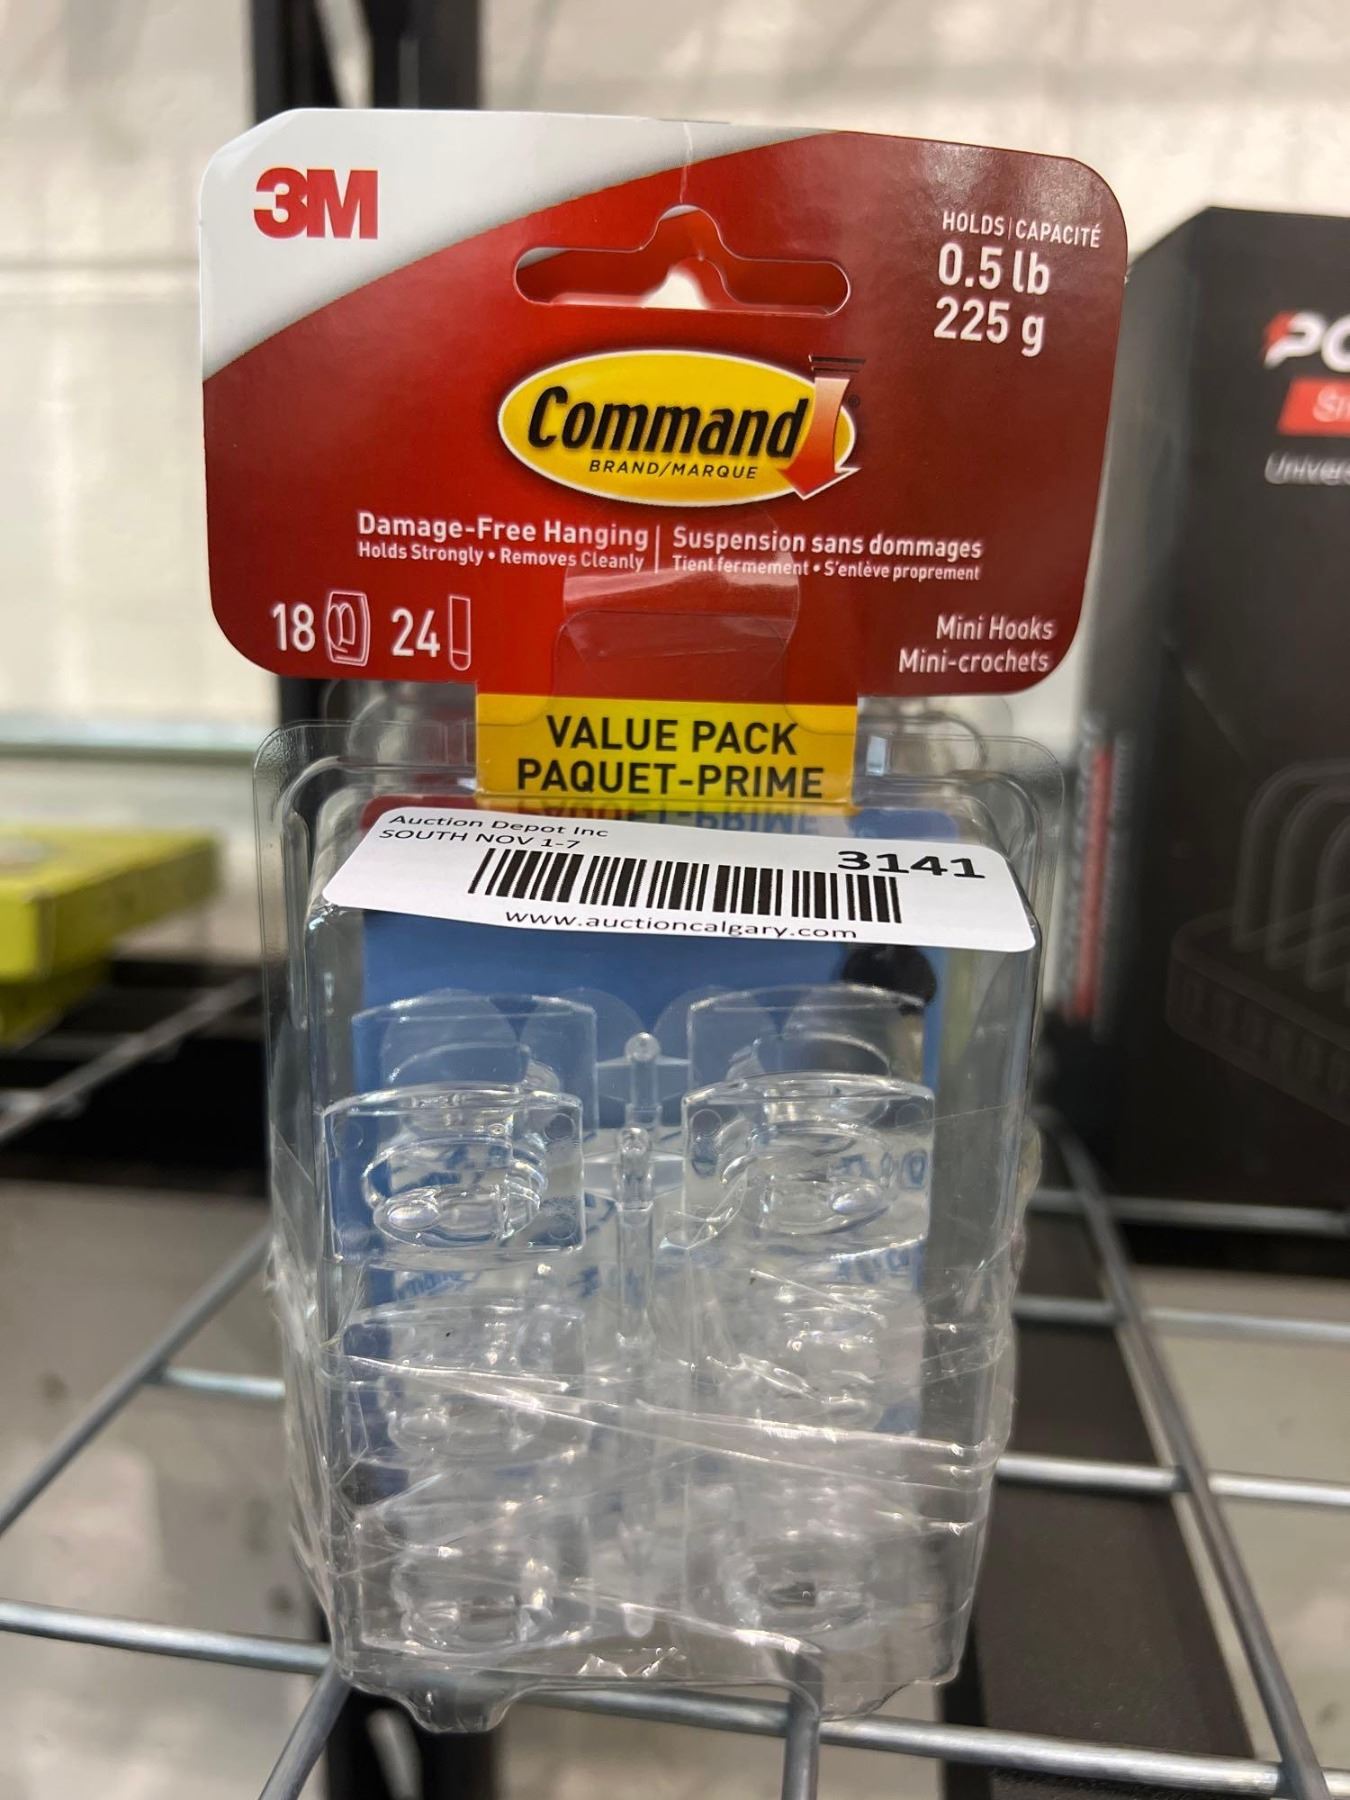 3M
HOLDS | CAPACITÉ
0.5 lb
225 g
Command
BRAND/MARQUE
Damage-Free Hanging | Suspension sans dommages
Holds Strongly • Removes Cleanly | Tient fermement • S'enlève proprement
18 24
Mini Hooks
Mini-crochets
VALUE PACK
PAQUET-PRIME
Auction Depot Inc
SOUTH NOV 1-7
3141
www.auctioncalgary.com